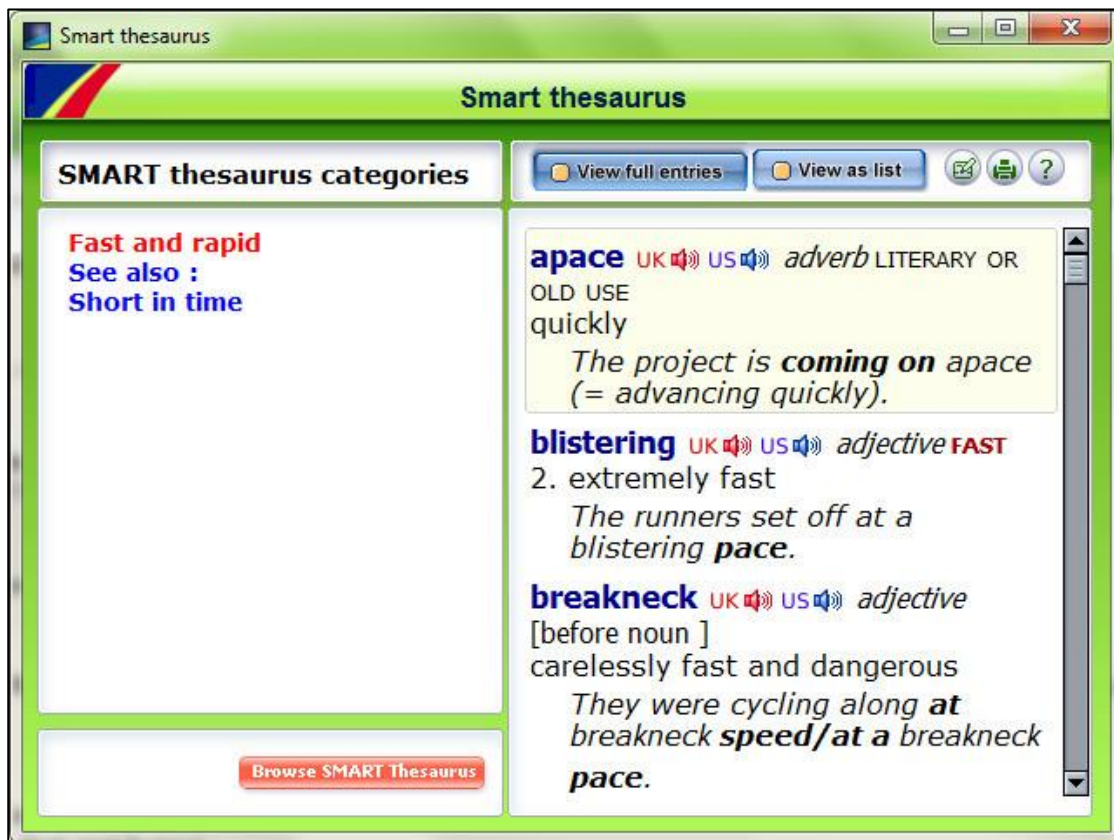 Smart thesaurus
Smart thesaurus
SMART thesaurus categories
View full entries
View as list
?
Fast and rapid
See also :
Short in time
Browse SMART Thesaurus
apace UK US adverb LITERARY OR
OLD USE
quickly
The project is coming on apace
(= advancing quickly).
blistering UK US adjective FAST
2. extremely fast
The runners set off at a
blistering pace.
breakneck UK US adjective
[before noun ]
carelessly fast and dangerous
They were cycling along at
breakneck speed/at a breakneck
pace.